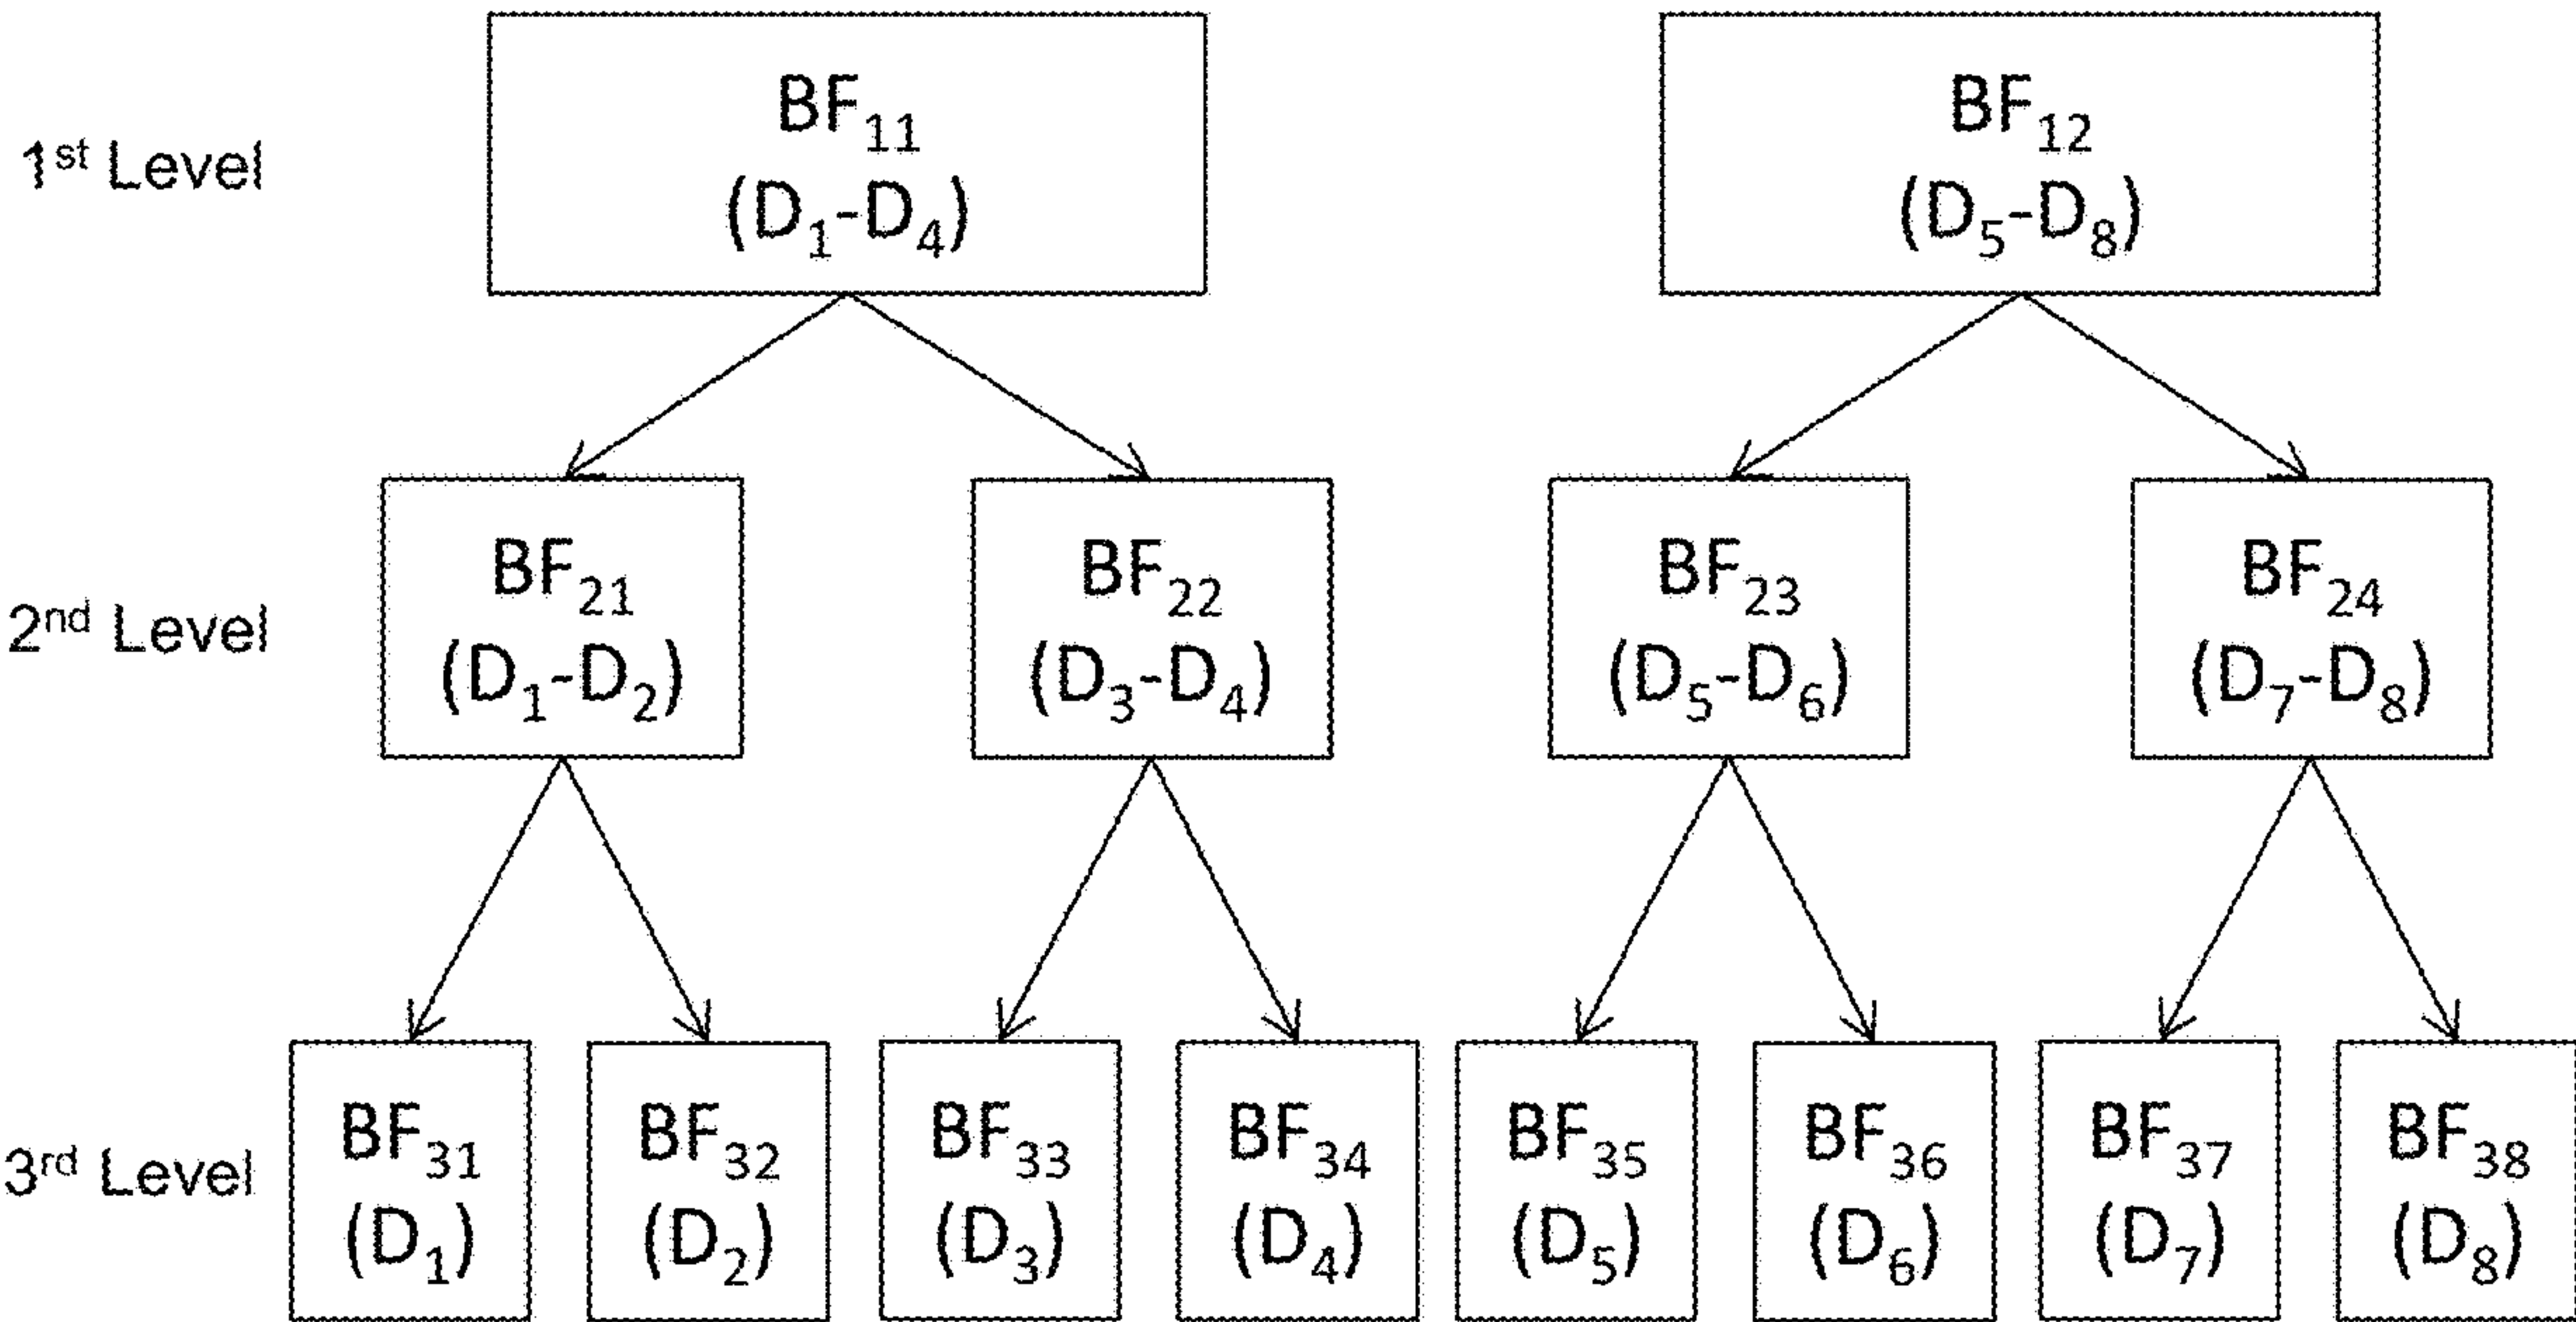 1st Level
BF11
(D1-D4)
BF12
(D5-D8)
2nd Level
BF21
(D1-D2)
BF22
(D3-D4)
BF23
(D5-D6)
BF24
(D7-D8)
3rd Level
BF31
(D1)
BF32
(D2)
BF33
(D3)
BF34
(D4)
BF35
(D5)
BF36
(D6)
BF37
(D7)
BF38
(D8)